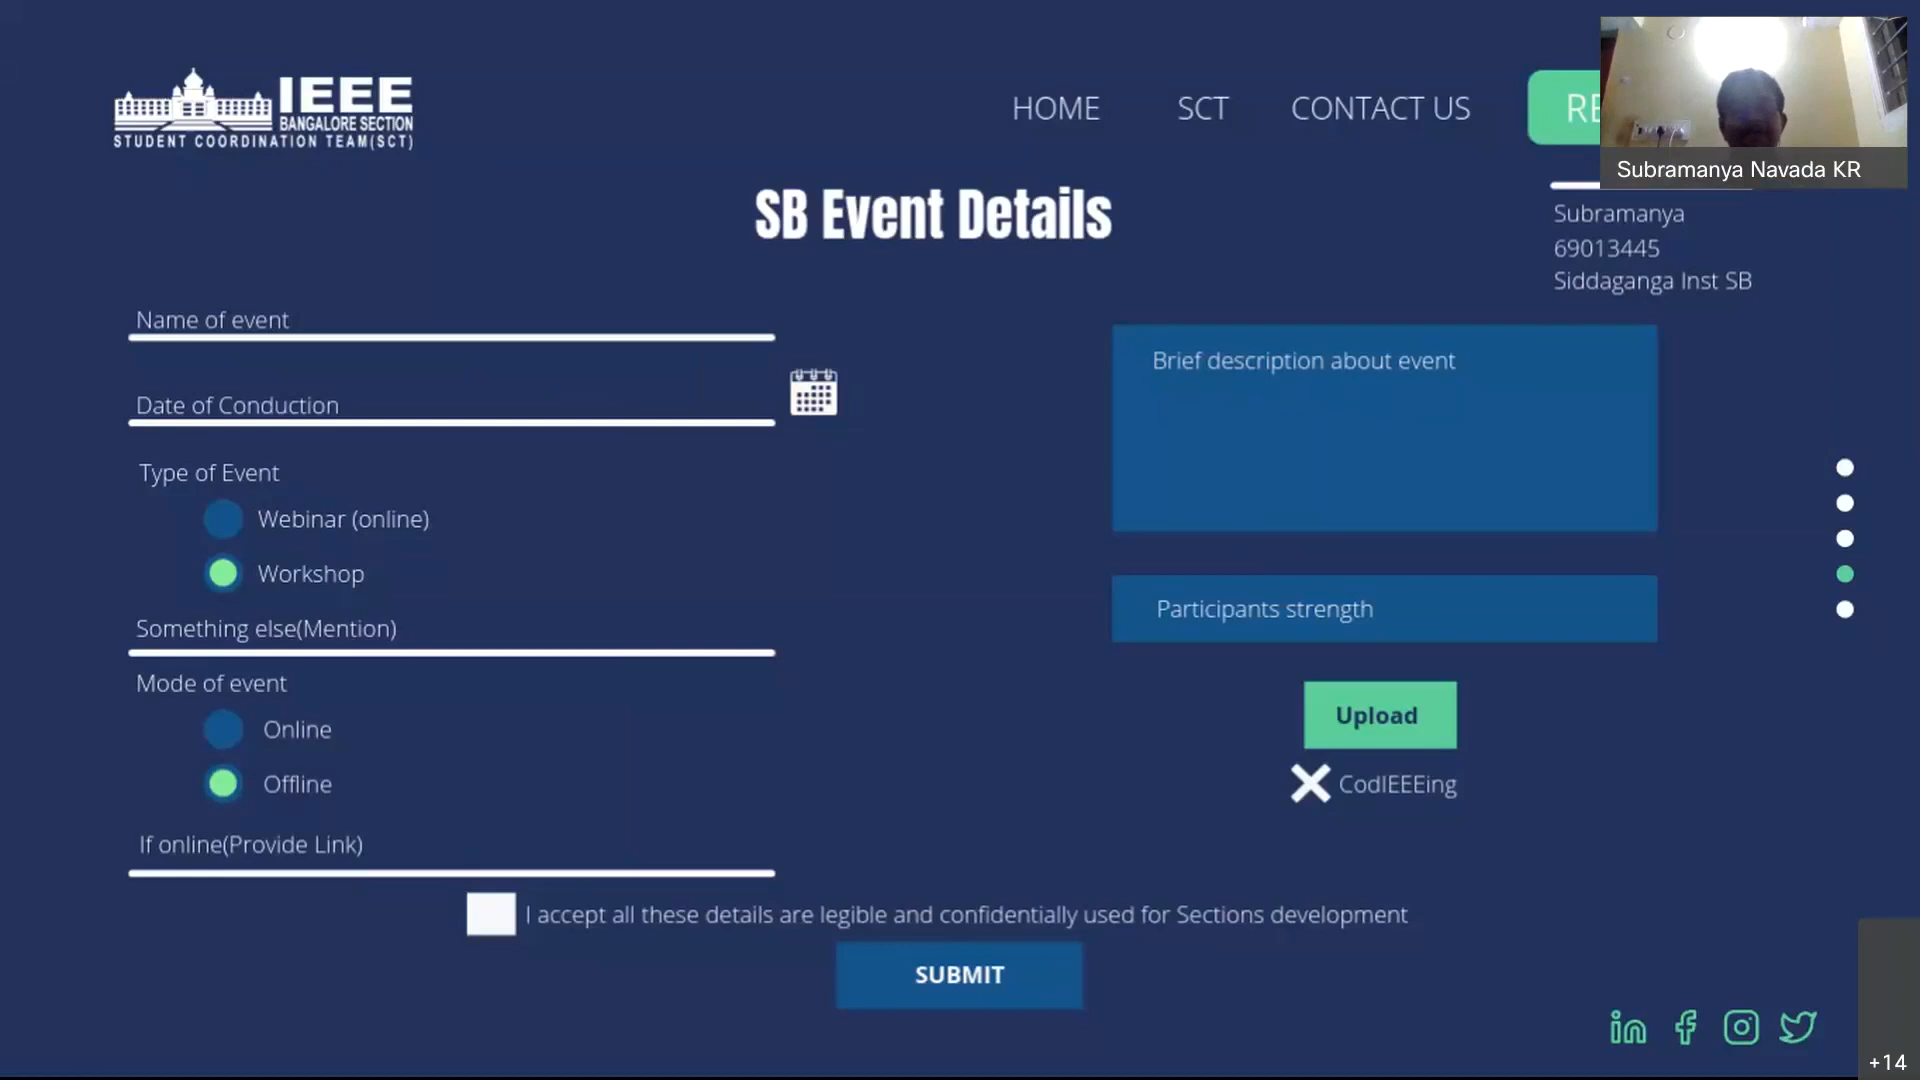 IEEE
BANGALORE SECTION
STUDENT COORDINATION TEAM(SCT)
HOME
SCT
CONTACT US
RE
Subramanya Navada KR
SB Event Details
Subramanya
69013445
Siddaganga Inst SB
Name of event
Date of Conduction
Type of Event
Webinar (online)
Workshop
Something else(Mention)
Mode of event
Online
Offline
If online(Provide Link)
Brief description about event
Participants strength
Upload
CodIEEEing
I accept all these details are legible and confidentially used for Sections development
SUBMIT
+14